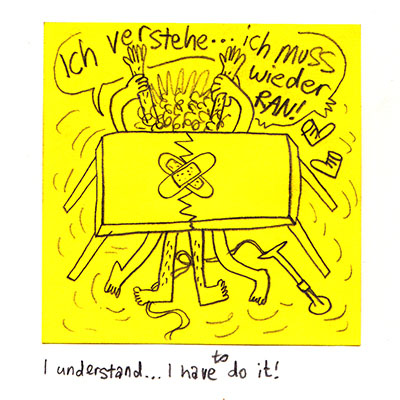 Ich verstehe... ich muss
wieder
RAN!
I understand... I have to do it!